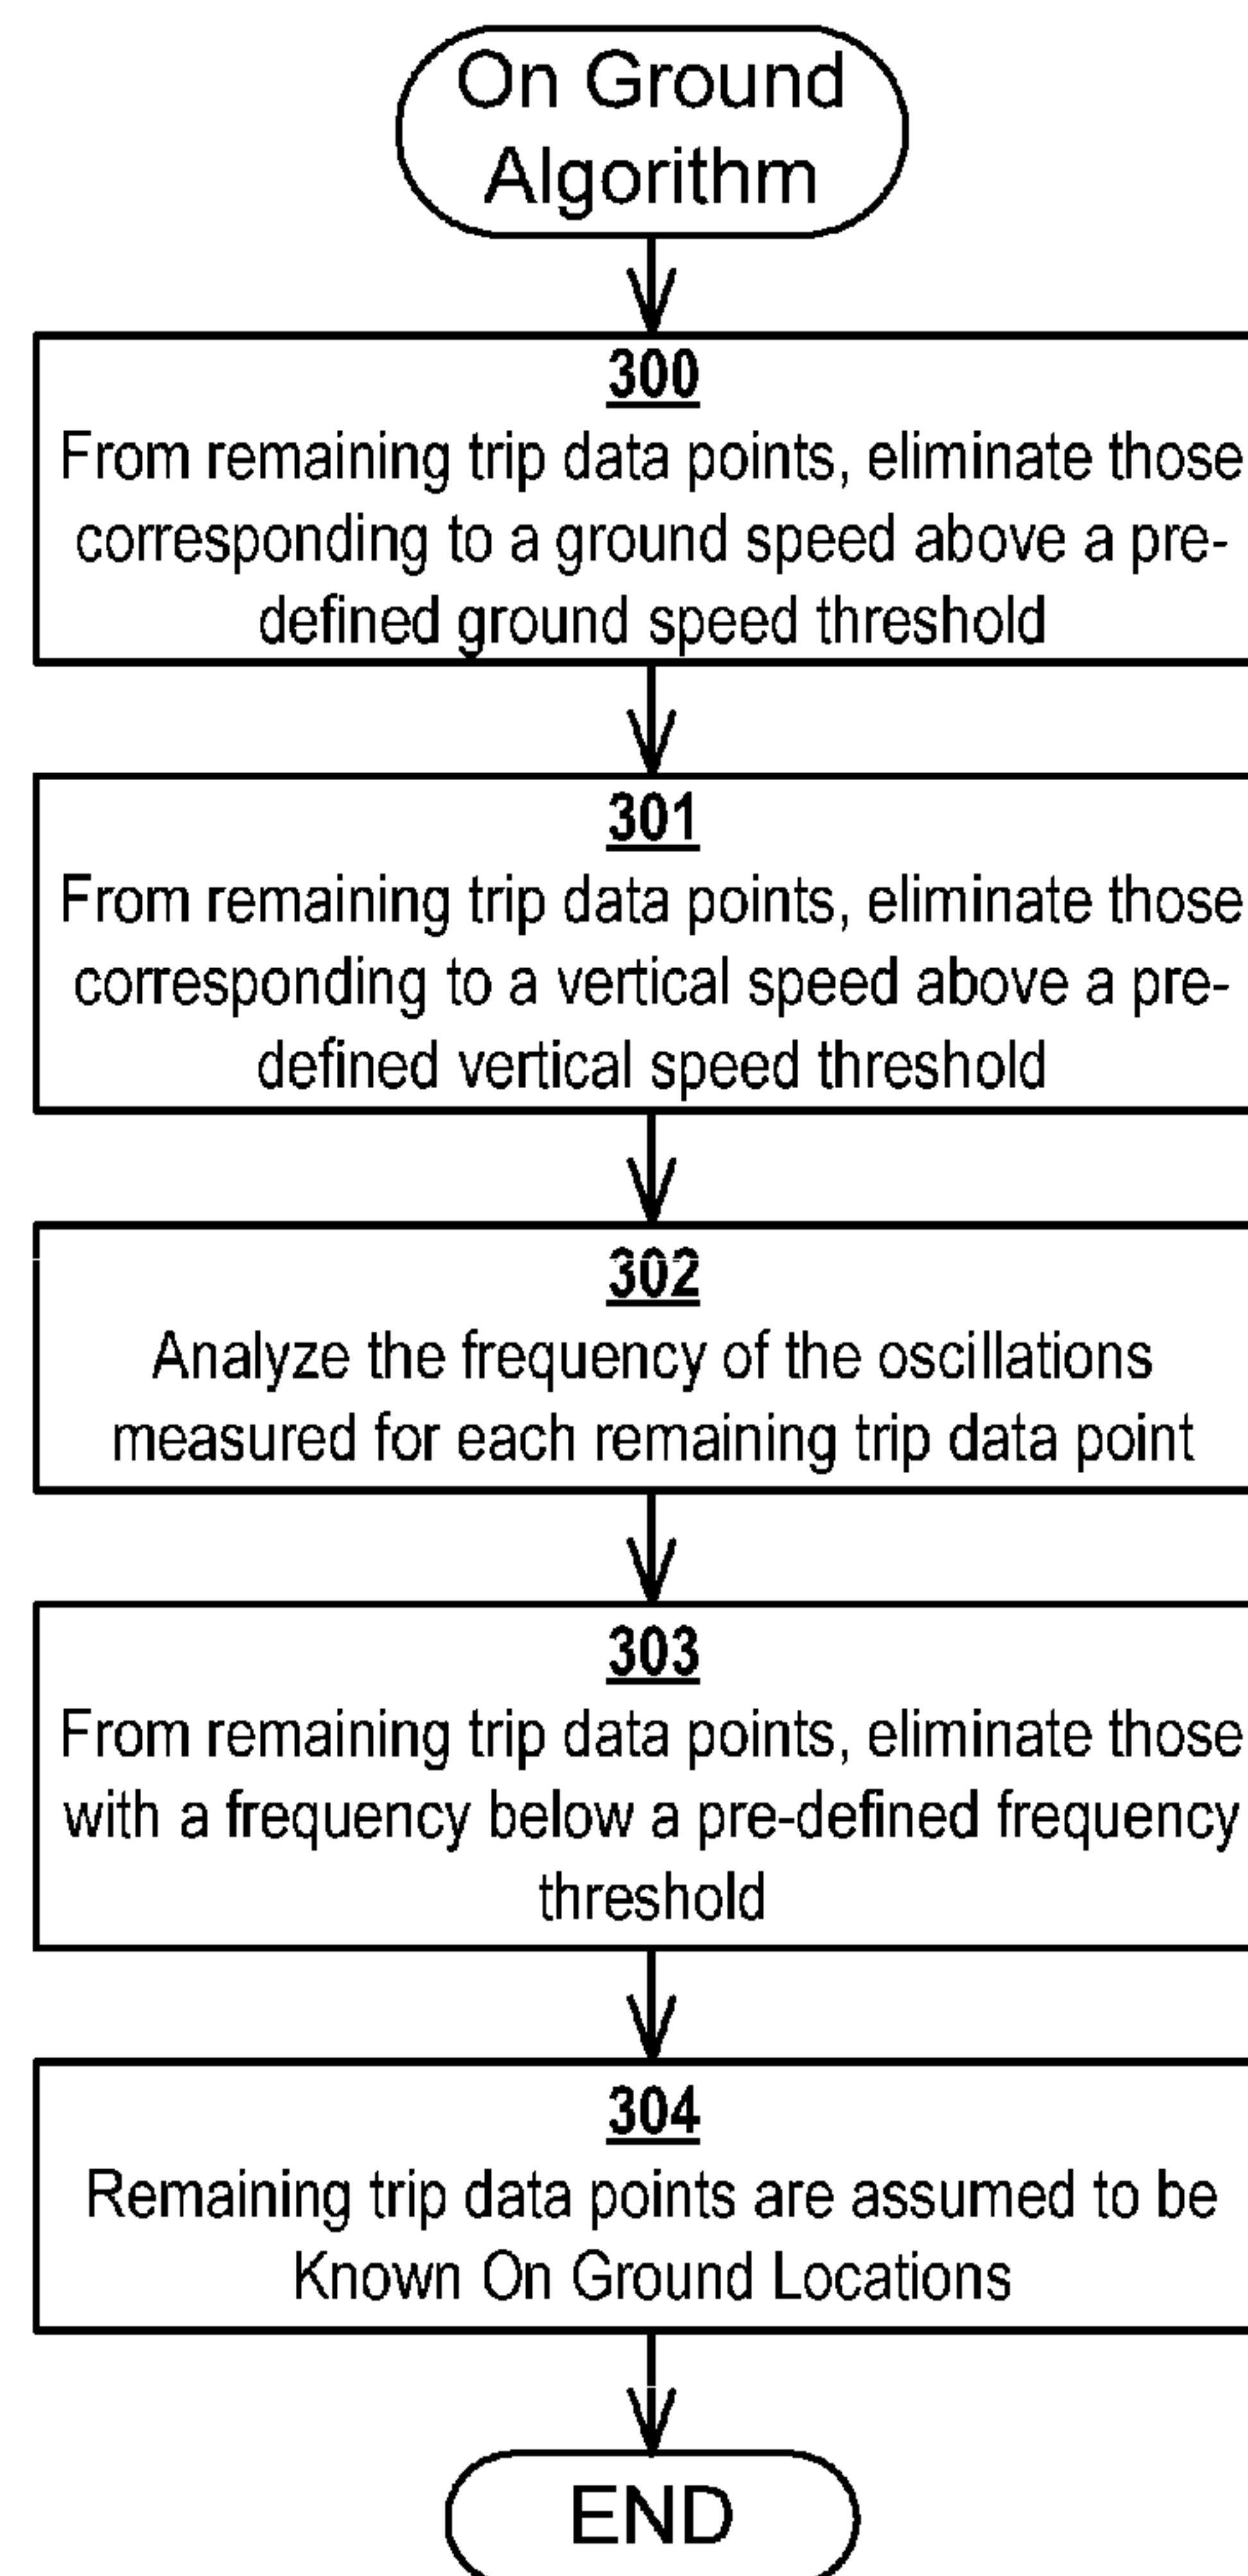 On Ground
Algorithm
300
From remaining trip data points, eliminate those
corresponding to a ground speed above a pre-
defined ground speed threshold
301
From remaining trip data points, eliminate those
corresponding to a vertical speed above a pre-
defined vertical speed threshold
302
Analyze the frequency of the oscillations
measured for each remaining trip data point
303
From remaining trip data points, eliminate those
with a frequency below a pre-defined frequency
threshold
304
Remaining trip data points are assumed to be
Known On Ground Locations
END